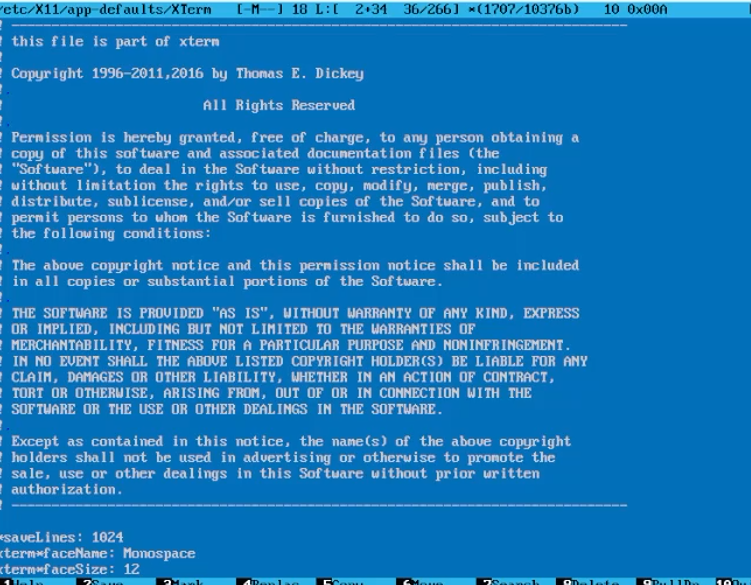 /etc/X11/app-defaults/XTerm [-M--] 18 L:[ 2+34 36/266] *(1707/10376b) 10 0x00A
! ------------------------------------------------------------------------
! this file is part of xterm
!
! Copyright 1996-2011,2016 by Thomas E. Dickey
!
! All Rights Reserved
!
! Permission is hereby granted, free of charge, to any person obtaining a
! copy of this software and associated documentation files (the
! "Software"), to deal in the Software without restriction, including
! without limitation the rights to use, copy, modify, merge, publish,
! distribute, sublicense, and/or sell copies of the Software, and to
! permit persons to whom the Software is furnished to do so, subject to
! the following conditions:
!
! The above copyright notice and this permission notice shall be included
! in all copies or substantial portions of the Software.
!
! THE SOFTWARE IS PROVIDED "AS IS", WITHOUT WARRANTY OF ANY KIND, EXPRESS
! OR IMPLIED, INCLUDING BUT NOT LIMITED TO THE WARRANTIES OF
! MERCHANTABILITY, FITNESS FOR A PARTICULAR PURPOSE AND NONINFRINGEMENT.
! IN NO EVENT SHALL THE ABOVE LISTED COPYRIGHT HOLDER(S) BE LIABLE FOR ANY
! CLAIM, DAMAGES OR OTHER LIABILITY, WHETHER IN AN ACTION OF CONTRACT,
! TORT OR OTHERWISE, ARISING FROM, OUT OF OR IN CONNECTION WITH THE
! SOFTWARE OR THE USE OR OTHER DEALINGS IN THE SOFTWARE.
!
! Except as contained in this notice, the name(s) of the above copyright
! holders shall not be used in advertising or otherwise to promote the
! sale, use or other dealings in this Software without prior written
! authorization.
! ------------------------------------------------------------------------
*saveLines: 1024
xterm*faceName: Monospace
xterm*faceSize: 12
1Help 2Save 3Mark 4Replac 5Copy 6Move 7Search 8Delete 9PullDn